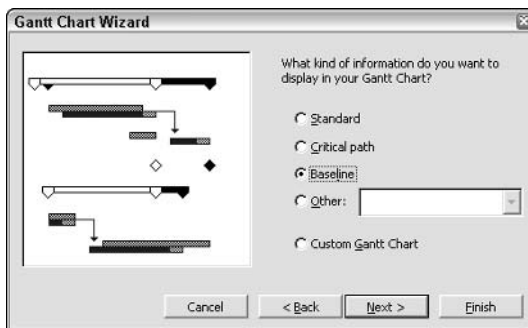 Gantt Chart Wizard
What kind of information do you want to
display in your Gantt Chart?
Standard
Critical path
Baseline
Other:
Custom Gantt Chart
Cancel
< Back
Next >
Finish